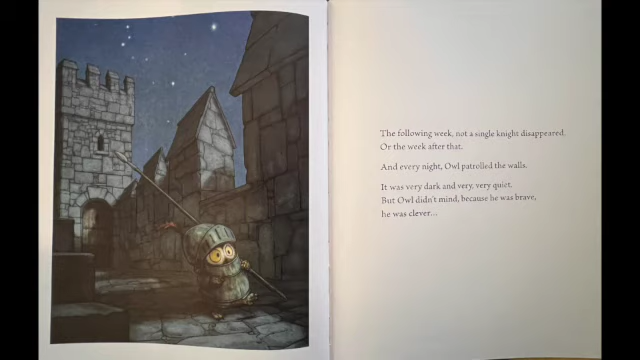 The following week, not a single knight disappeared.
Or the week after that.
And every night, Owl patrolled the walls.
It was very dark and very, very quiet.
But Owl didn't mind, because he was brave,
he was clever...